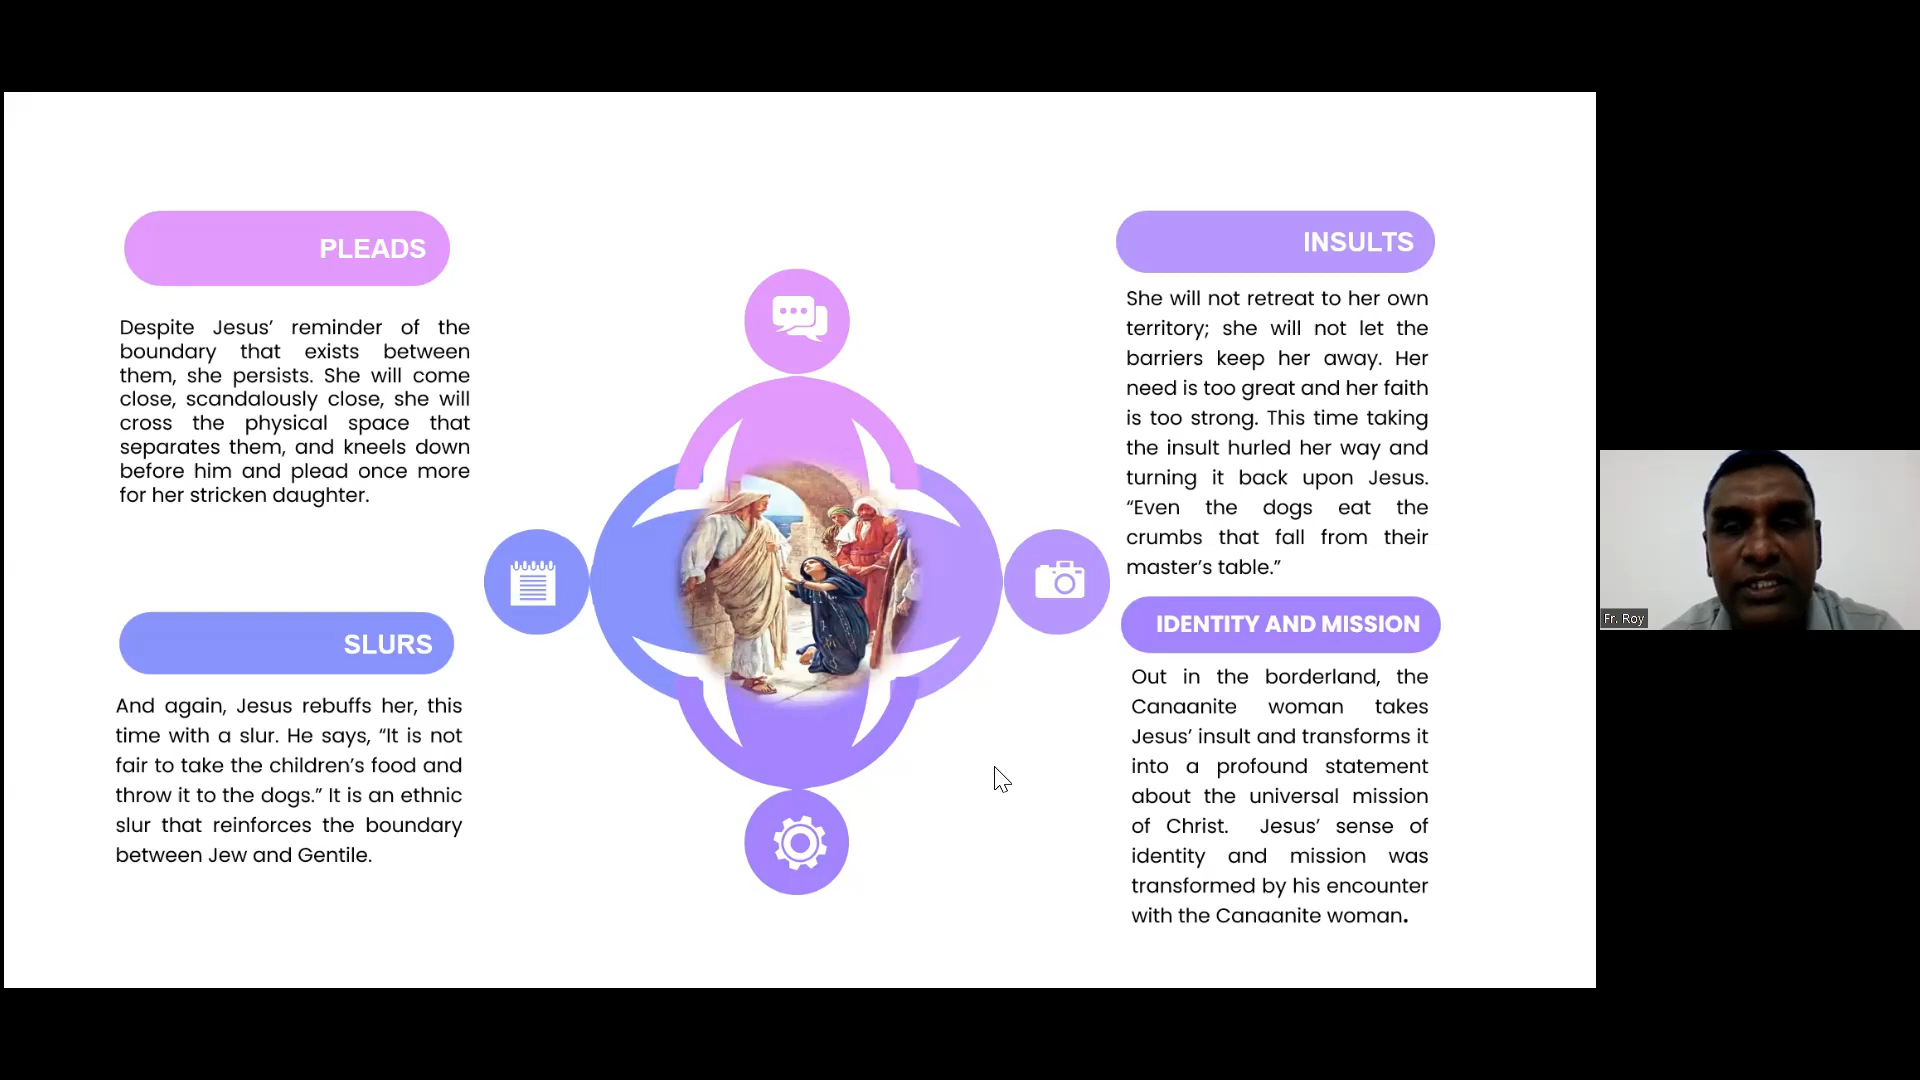 PLEADS
Despite Jesus’ reminder of the
boundary that exists between
them, she persists. She will come
close, scandalously close, she will
cross the physical space that
separates them, and kneels down
before him and plead once more
for her stricken daughter.
SLURS
And again, Jesus rebuffs her, this
time with a slur. He says, “It is not
fair to take the children’s food and
throw it to the dogs.” It is an ethnic
slur that reinforces the boundary
between Jew and Gentile.
INSULTS
She will not retreat to her own
territory; she will not let the
barriers keep her away. Her
need is too great and her faith
is too strong. This time taking
the insult hurled her way and
turning it back upon Jesus.
“Even the dogs eat the
crumbs that fall from their
master’s table.”
IDENTITY AND MISSION
Out in the borderland, the
Canaanite woman takes
Jesus’ insult and transforms it
into a profound statement
about the universal mission
of Christ. Jesus’ sense of
identity and mission was
transformed by his encounter
with the Canaanite woman.
Fr. Roy